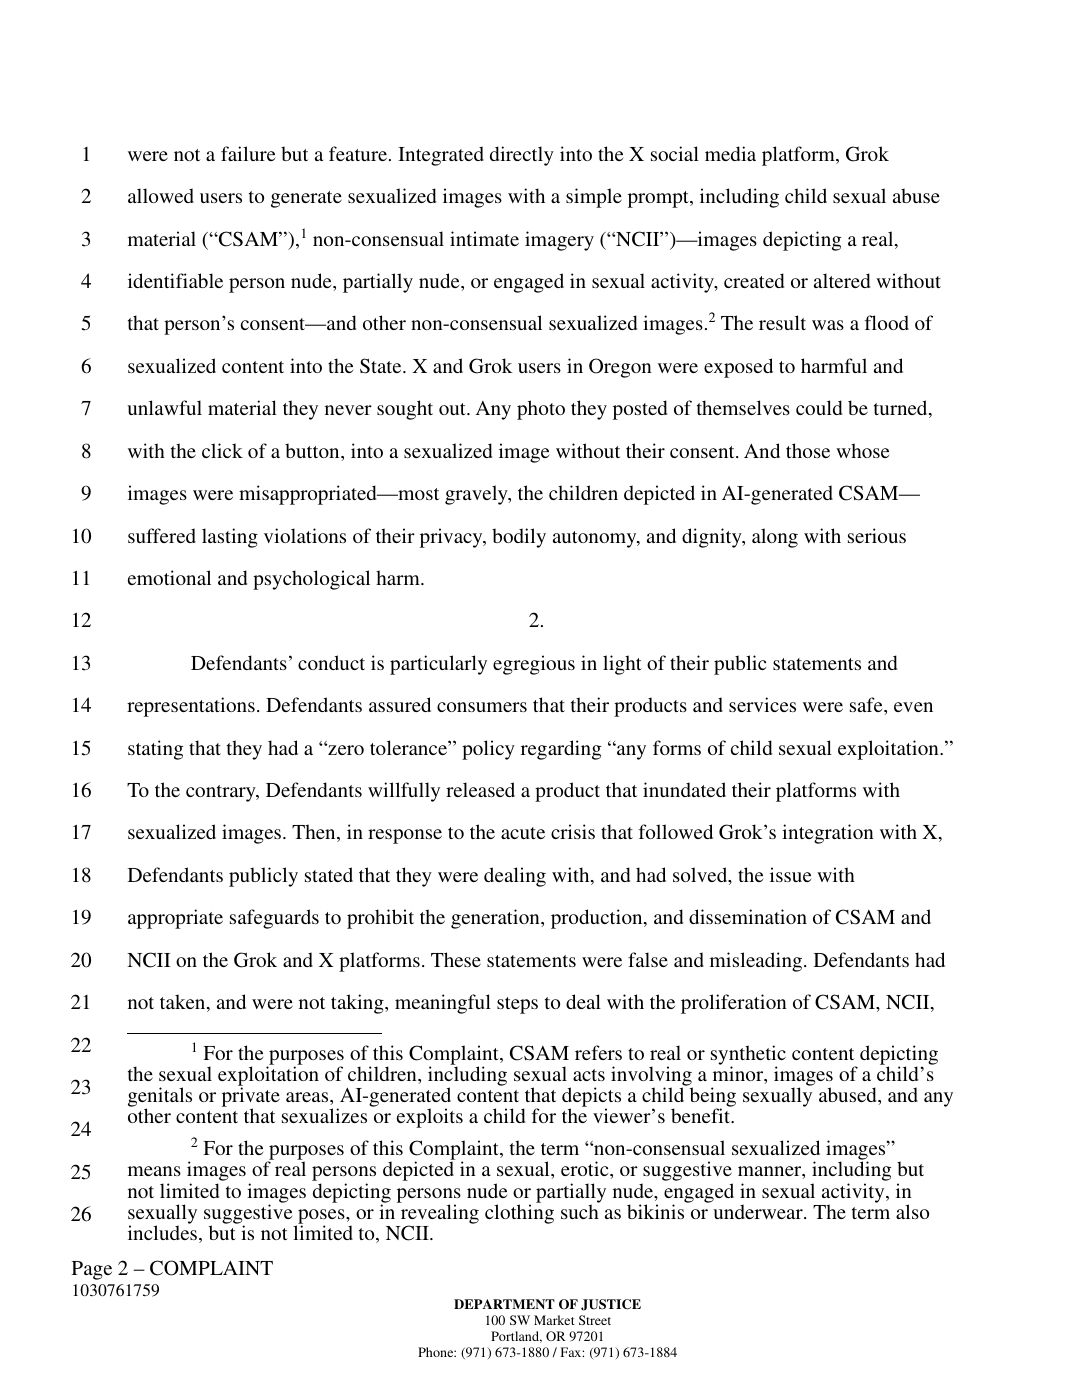 1 were not a failure but a feature. Integrated directly into the X social media platform, Grok
2 allowed users to generate sexualized images with a simple prompt, including child sexual abuse
3 material (“CSAM”),1 non-consensual intimate imagery (“NCII”)—images depicting a real,
4 identifiable person nude, partially nude, or engaged in sexual activity, created or altered without
5 that person’s consent—and other non-consensual sexualized images.2 The result was a flood of
6 sexualized content into the State. X and Grok users in Oregon were exposed to harmful and
7 unlawful material they never sought out. Any photo they posted of themselves could be turned,
8 with the click of a button, into a sexualized image without their consent. And those whose
9 images were misappropriated—most gravely, the children depicted in AI-generated CSAM—
10 suffered lasting violations of their privacy, bodily autonomy, and dignity, along with serious
11 emotional and psychological harm.
12 2.
13 Defendants’ conduct is particularly egregious in light of their public statements and
14 representations. Defendants assured consumers that their products and services were safe, even
15 stating that they had a “zero tolerance” policy regarding “any forms of child sexual exploitation.”
16 To the contrary, Defendants willfully released a product that inundated their platforms with
17 sexualized images. Then, in response to the acute crisis that followed Grok’s integration with X,
18 Defendants publicly stated that they were dealing with, and had solved, the issue with
19 appropriate safeguards to prohibit the generation, production, and dissemination of CSAM and
20 NCII on the Grok and X platforms. These statements were false and misleading. Defendants had
21 not taken, and were not taking, meaningful steps to deal with the proliferation of CSAM, NCII,
22
1 For the purposes of this Complaint, CSAM refers to real or synthetic content depicting
the sexual exploitation of children, including sexual acts involving a minor, images of a child’s
23
genitals or private areas, AI-generated content that depicts a child being sexually abused, and any
other content that sexualizes or exploits a child for the viewer’s benefit.
24
2 For the purposes of this Complaint, the term “non-consensual sexualized images”
25 means images of real persons depicted in a sexual, erotic, or suggestive manner, including but
not limited to images depicting persons nude or partially nude, engaged in sexual activity, in
26 sexually suggestive poses, or in revealing clothing such as bikinis or underwear. The term also
includes, but is not limited to, NCII.
Page 2 – COMPLAINT
1030761759
DEPARTMENT OF JUSTICE
100 SW Market Street
Portland, OR 97201
Phone: (971) 673-1880 / Fax: (971) 673-1884